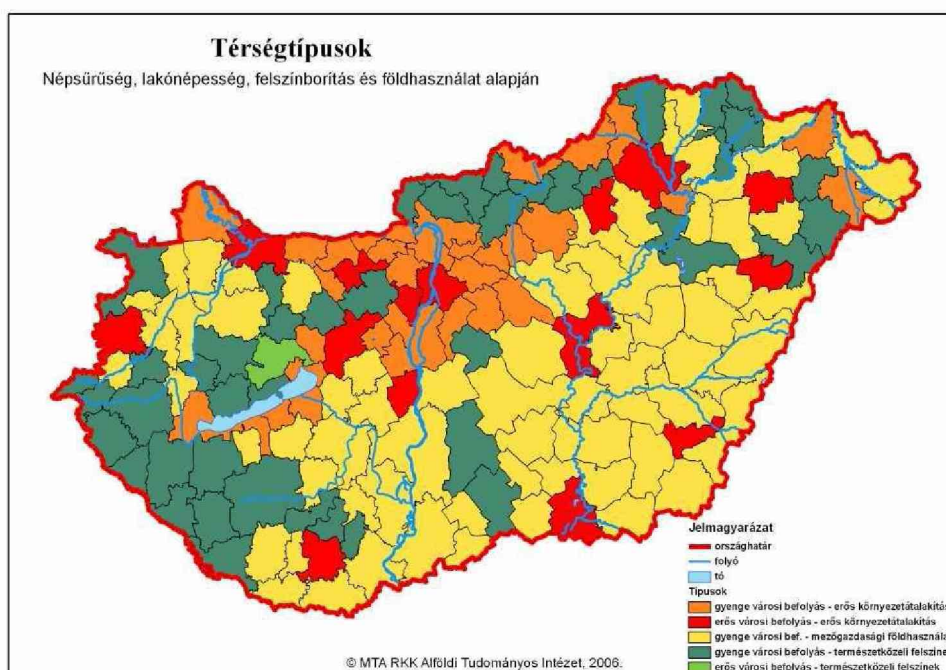 Térségtípusok
Népsűrűség, lakónépesség, felszínborítás és földhasználat alapján
Jelmagyarázat
országhatár
folyó
tó
Típusok
gyenge városi befolyás - erős környezetátalakítás
erős városi befolyás - erős környezetátalakítás
gyenge városi bef. - mezőgazdasági földhasznála
gyenge városi befolyás - természetközeli felszíne
erős városi befolyás - természetközeli felszínek
© MTA RKK Alföldi Tudományos Intézet, 2006.